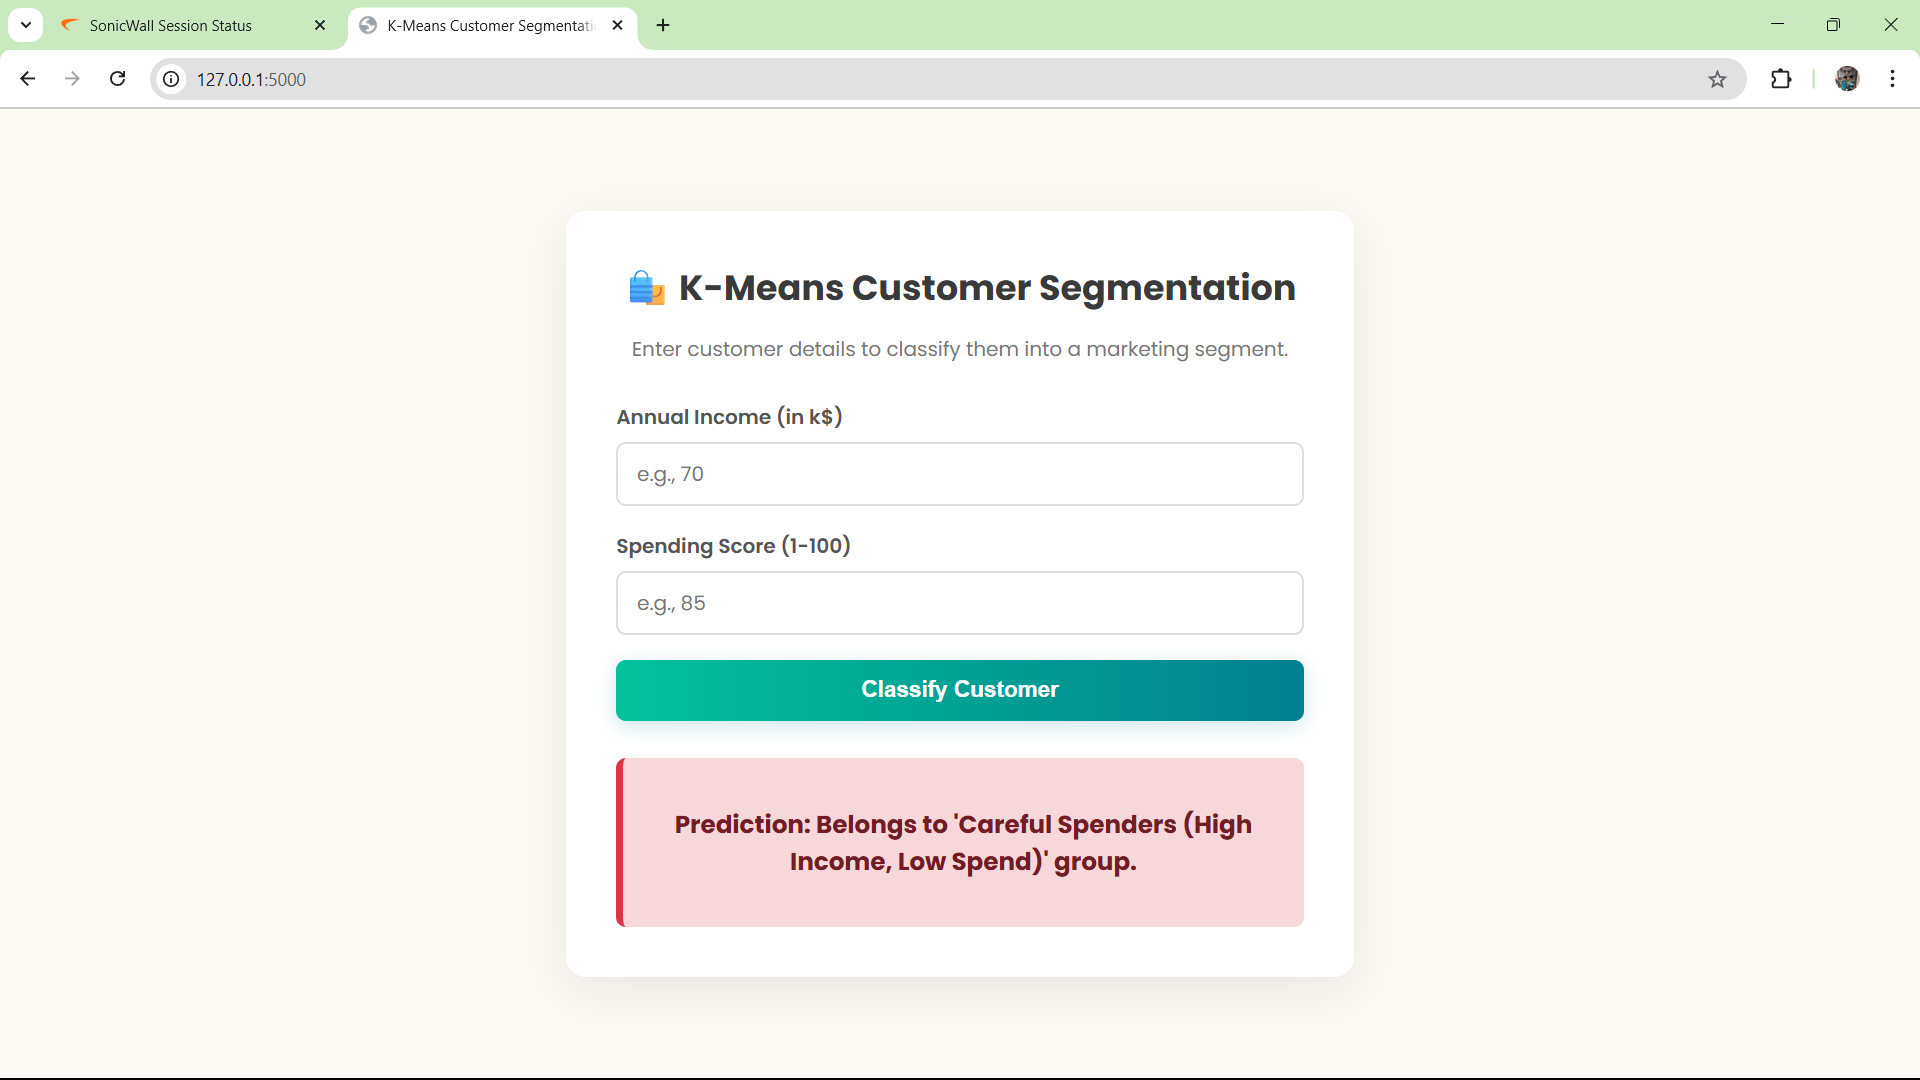 SonicWall Session Status
K-Means Customer Segmentati
127.0.0.1:5000
K-Means Customer Segmentation
Enter customer details to classify them into a marketing segment.
Annual Income (in k$)
e.g., 70
Spending Score (1-100)
e.g., 85
Classify Customer
Prediction: Belongs to 'Careful Spenders (High
Income, Low Spend)' group.